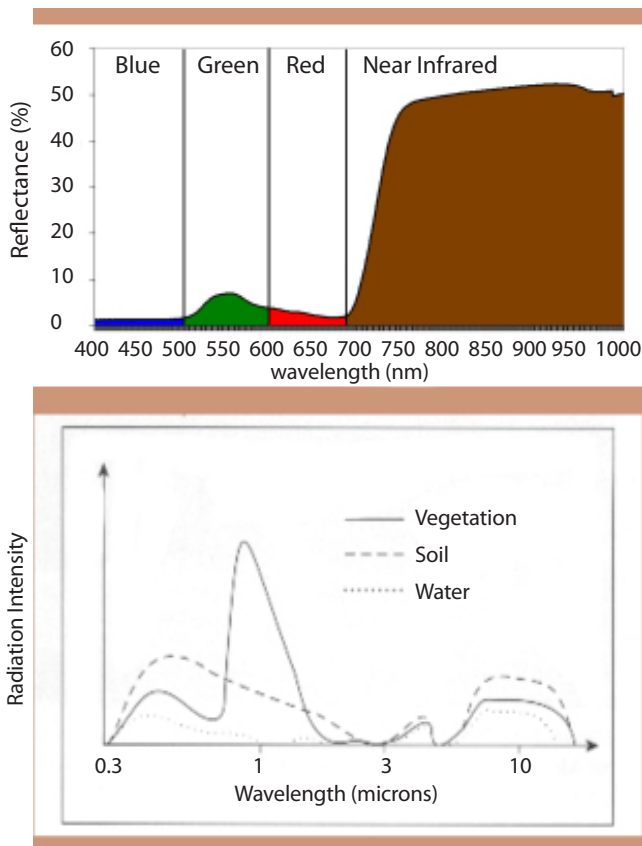 60
50
40
30
20
10
0
Reflectance (%)
Blue Green Red Near Infrared
400 450 500 550 600 650 700 750 800 850 900 950 1000
wavelength (nm)
Radiation Intensity
Vegetation
Soil
Water
0.3 1 3 10
Wavelength (microns)